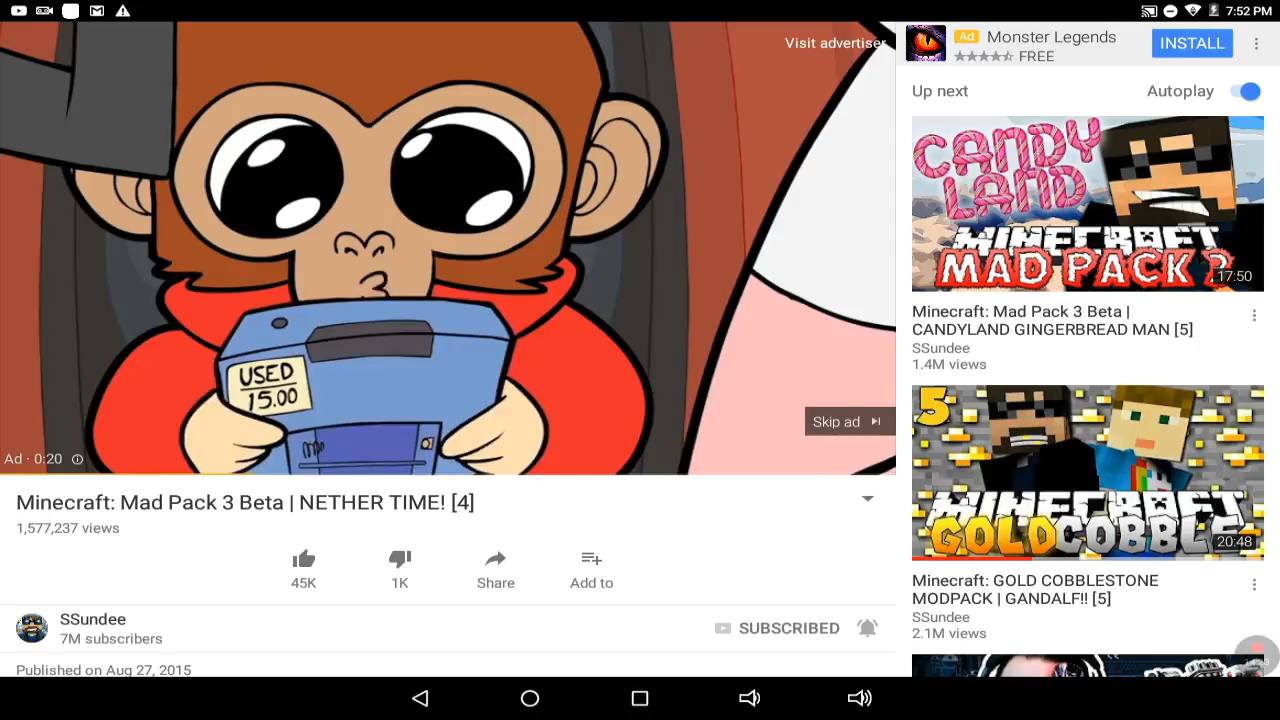 7:52 PM
Visit advertiser
USED
15.00
Skip ad
Ad · 0:20
Minecraft: Mad Pack 3 Beta | NETHER TIME! [4]
1,577,237 views
45K
1K
Share
Add to
SSundee
7M subscribers
SUBSCRIBED
Published on Aug 27, 2015
Ad Monster Legends
FREE
INSTALL
Up next
Autoplay
CANDY
LAND
MINECRAFT
MAD PACK 3
17:50
Minecraft: Mad Pack 3 Beta |
CANDYLAND GINGERBREAD MAN [5]
SSundee
1.4M views
5
MINECRAFT
GOLD COBBLE
20:48
Minecraft: GOLD COBBLESTONE
MODPACK | GANDALF!! [5]
SSundee
2.1M views